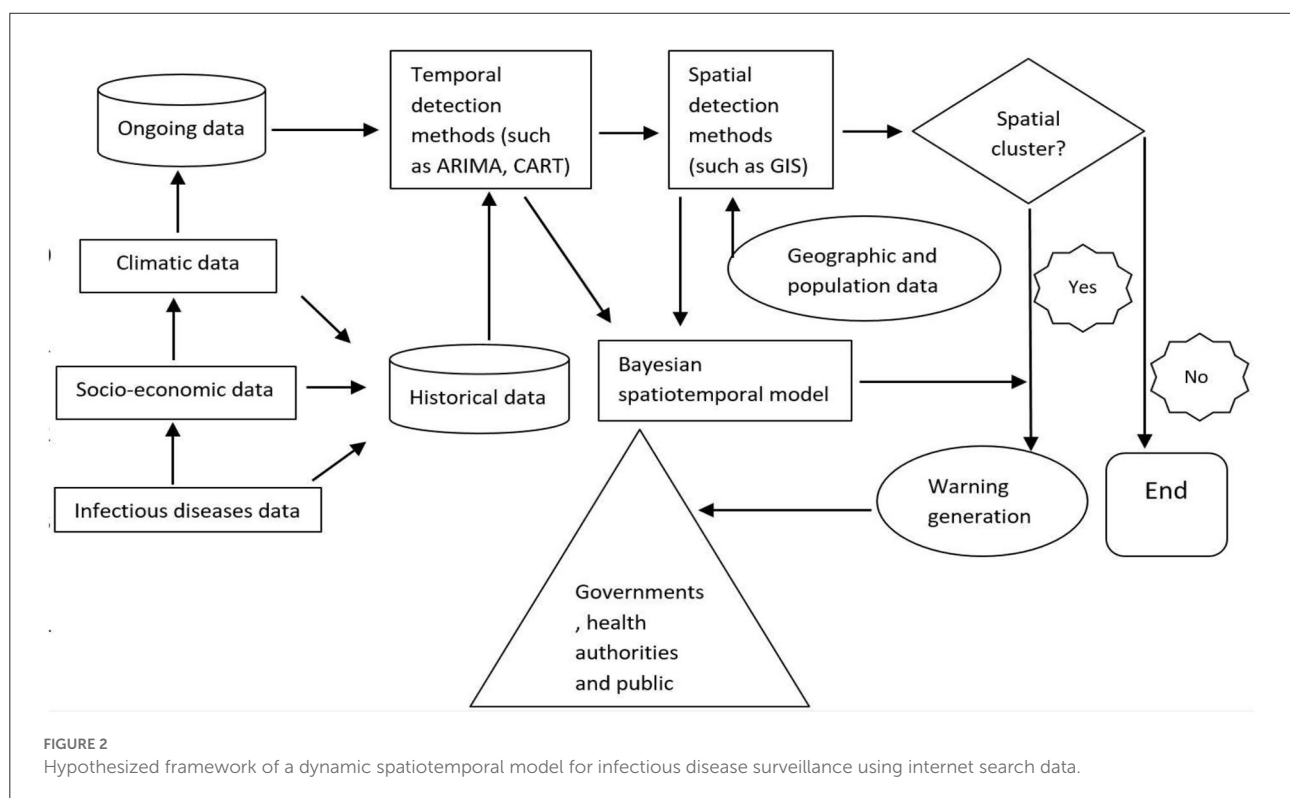 Ongoing data
Temporal
detection
methods (such
as ARIMA, CART)
Spatial
detection
methods
(such as GIS)
Spatial
cluster?
Climatic data
Geographic and
population data
Yes
Socio-economic data
Historical data
Bayesian
spatiotemporal model
No
Infectious diseases data
Warning
generation
End
Governments
, health
authorities
and public
FIGURE 2
Hypothesized framework of a dynamic spatiotemporal model for infectious disease surveillance using internet search data.